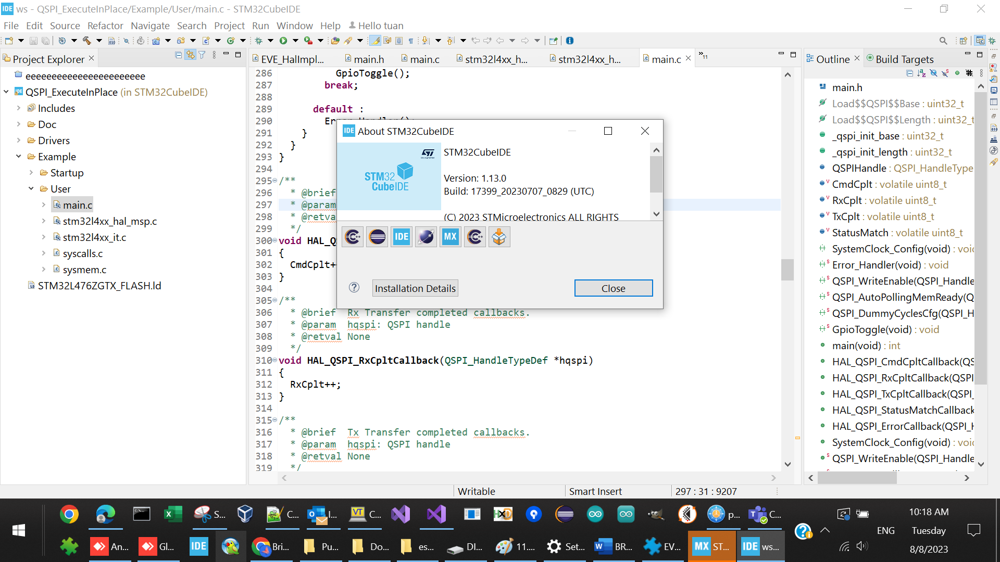 IDE ws - QSPI_ExecuteInPlace/Example/User/main.c - STM32CubeIDE
File Edit Source Refactor Navigate Search Project Run Window Help Hello tuan
Project Explorer
eeeeeeeeeeeeeeeeeeeeeee
QSPI_ExecuteInPlace (in STM32CubeIDE)
Includes
Doc
Drivers
Example
Startup
User
main.c
stm32l4xx_hal_msp.c
stm32l4xx_it.c
syscalls.c
sysmem.c
STM32L476ZGTX_FLASH.ld
EVE_HalImpl... main.h main.c stm32l4xx_h... stm32l4xx_h... main.c »11
286 GpioToggle();
287 break;
288
289 default :
290
291 }
292 }
293 }
294
295 /**
296 * @brief
297 * @param
298 * @retva
299 */
300 void HAL_QS
301 {
302 CmdCplt+
303 }
304
305 /**
306 * @brief Rx Transfer completed callbacks.
307 * @param hqspi: QSPI handle
308 * @retval None
309 */
310 void HAL_QSPI_RxCpltCallback(QSPI_HandleTypeDef *hqspi)
311 {
312 RxCplt++;
313 }
314
315 /**
316 * @brief Tx Transfer completed callbacks.
317 * @param hqspi: QSPI handle
318 * @retval None
319 */
IDE About STM32CubeIDE
STM32
CubeIDE
STM32CubeIDE
Version: 1.13.0
Build: 17399_20230707_0829 (UTC)
(C) 2023 STMicroelectronics ALL RIGHTS
IDE MX
Installation Details Close
Outline Build Targets
main.h
Load$$QSPI$$Base : uint32_t
Load$$QSPI$$Length : uint32_t
_qspi_init_base : uint32_t
_qspi_init_length : uint32_t
QSPIHandle : QSPI_HandleType
CmdCplt : volatile uint8_t
RxCplt : volatile uint8_t
TxCplt : volatile uint8_t
StatusMatch : volatile uint8_t
SystemClock_Config(void) : voi
Error_Handler(void) : void
QSPI_WriteEnable(QSPI_Handle
QSPI_AutoPollingMemReady(Q
QSPI_DummyCyclesCfg(QSPI_H
GpioToggle(void) : void
main(void) : int
HAL_QSPI_CmdCpltCallback(QS
HAL_QSPI_RxCpltCallback(QSPI
HAL_QSPI_TxCpltCallback(QSPI_
HAL_QSPI_StatusMatchCallback
HAL_QSPI_ErrorCallback(QSPI_H
SystemClock_Config(void) : voi
QSPI_WriteEnable(QSPI_Handle
Writable Smart Insert 297 : 31 : 9207
S... C... I... C... p... C...
10:18 AM
ENG Tuesday
8/8/2023
An... Gl... IDE Bri... Pu... Do... es... DI... 11.... Set... BR... EV... MX ST... IDE ws...